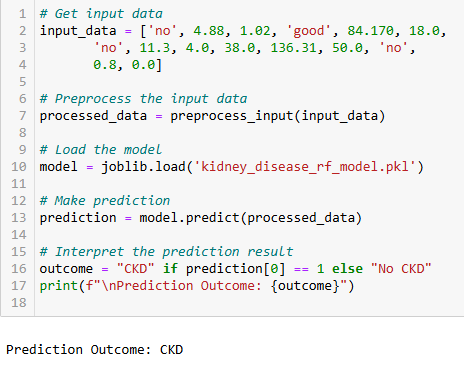 1 # Get input data
2 input_data = ['no', 4.88, 1.02, 'good', 84.170, 18.0,
3 'no', 11.3, 4.0, 38.0, 136.31, 50.0, 'no',
4 0.8, 0.0]
5
6 # Preprocess the input data
7 processed_data = preprocess_input(input_data)
8
9 # Load the model
10 model = joblib.load('kidney_disease_rf_model.pkl')
11
12 # Make prediction
13 prediction = model.predict(processed_data)
14
15 # Interpret the prediction result
16 outcome = "CKD" if prediction[0] == 1 else "No CKD"
17 print(f"\nPrediction Outcome: {outcome}")
18
Prediction Outcome: CKD